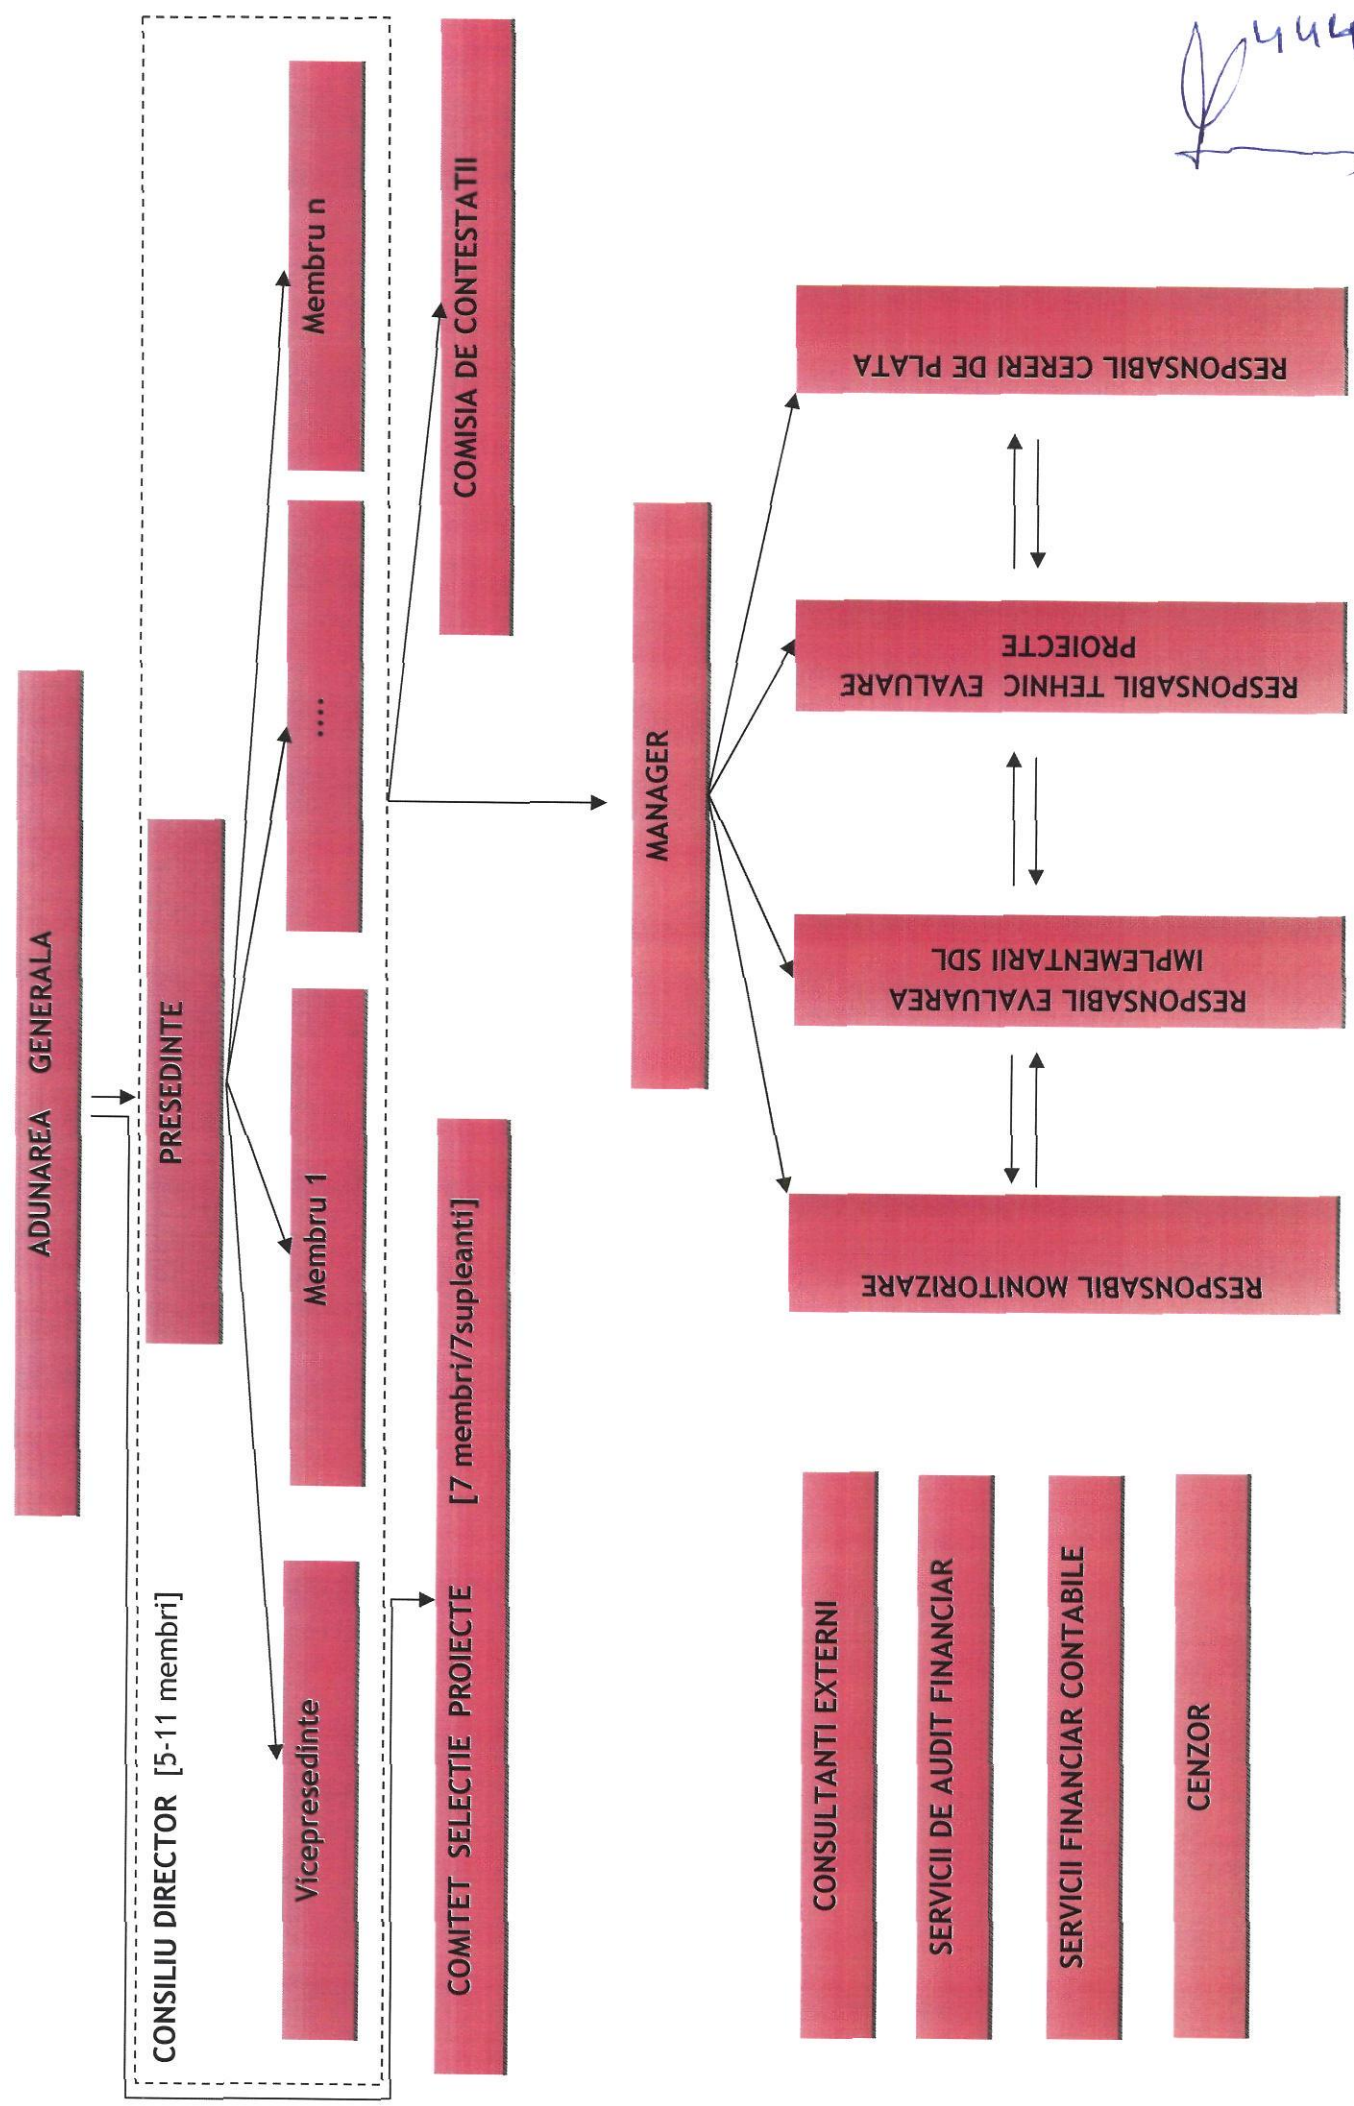 ADUNAREA GENERALA
CONSILIU DIRECTOR [5-11 membri]
PRESEDINTE
Vicepresedinte
Membru 1
....
Membru n
COMITET SELECTIE PROIECTE [7 membri/7supleanti]
COMISIA DE CONTESTATII
MANAGER
CONSULTANTI EXTERNI
SERVICII DE AUDIT FINANCIAR
SERVICII FINANCIAR CONTABILE
CENZOR
RESPONSABIL MONITORIZARE
RESPONSABIL EVALUAREA
IMPLEMENTARII SDL
RESPONSABIL TEHNIC EVALUARE
PROIECTE
RESPONSABIL CERERI DE PLATA